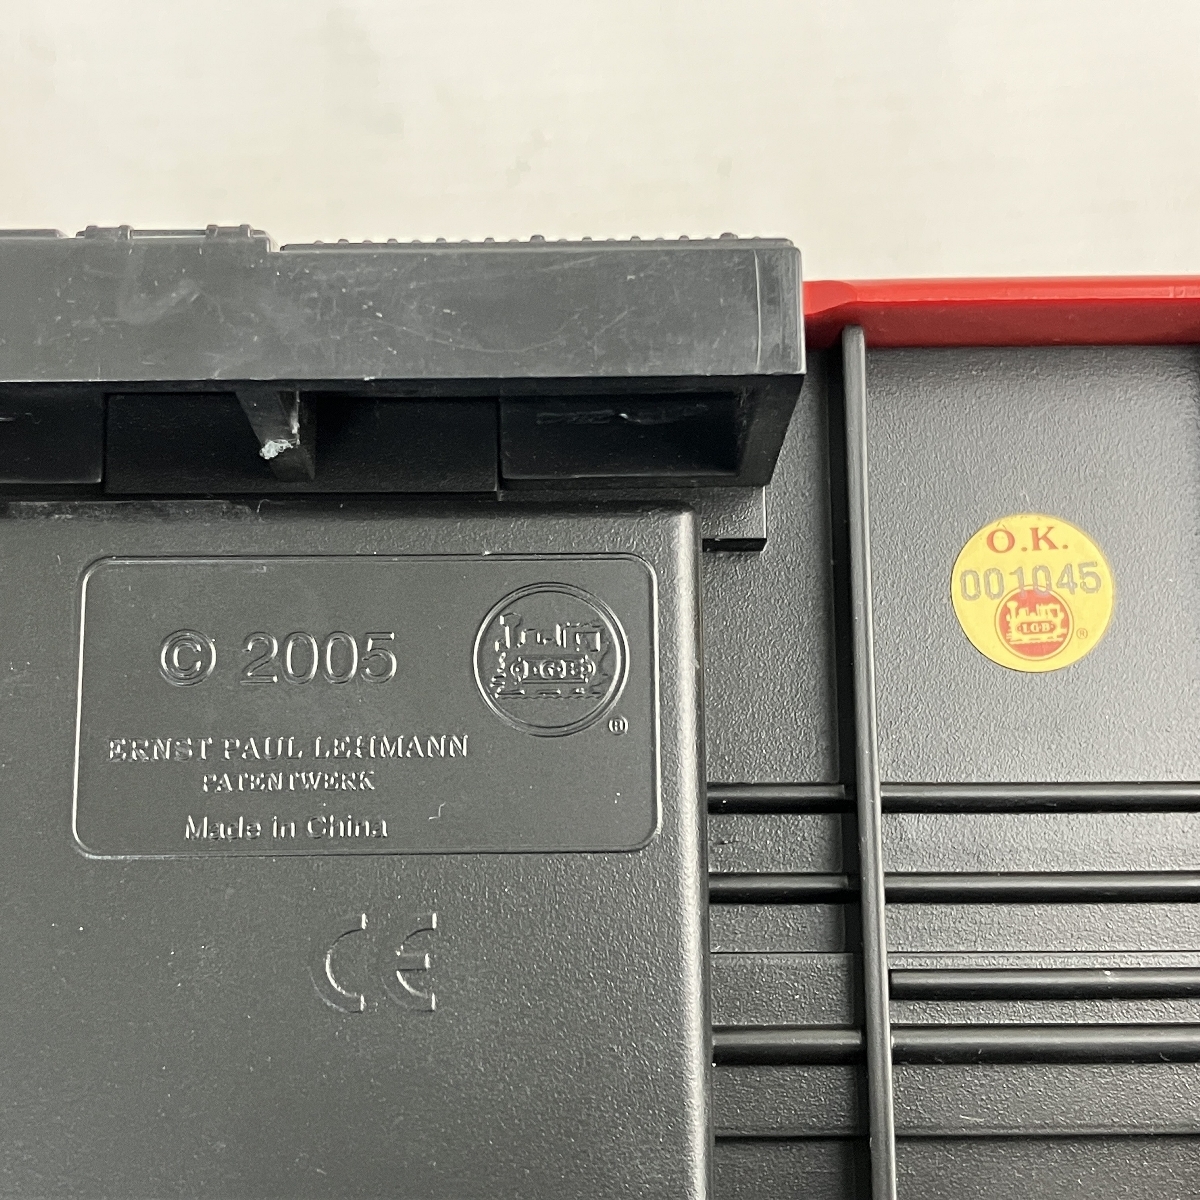 © 2005
LGB
®
ERNST PAUL LEHMANN
PATENTWERK
Made in China
CE
O.K.
001045
L·G·B
®